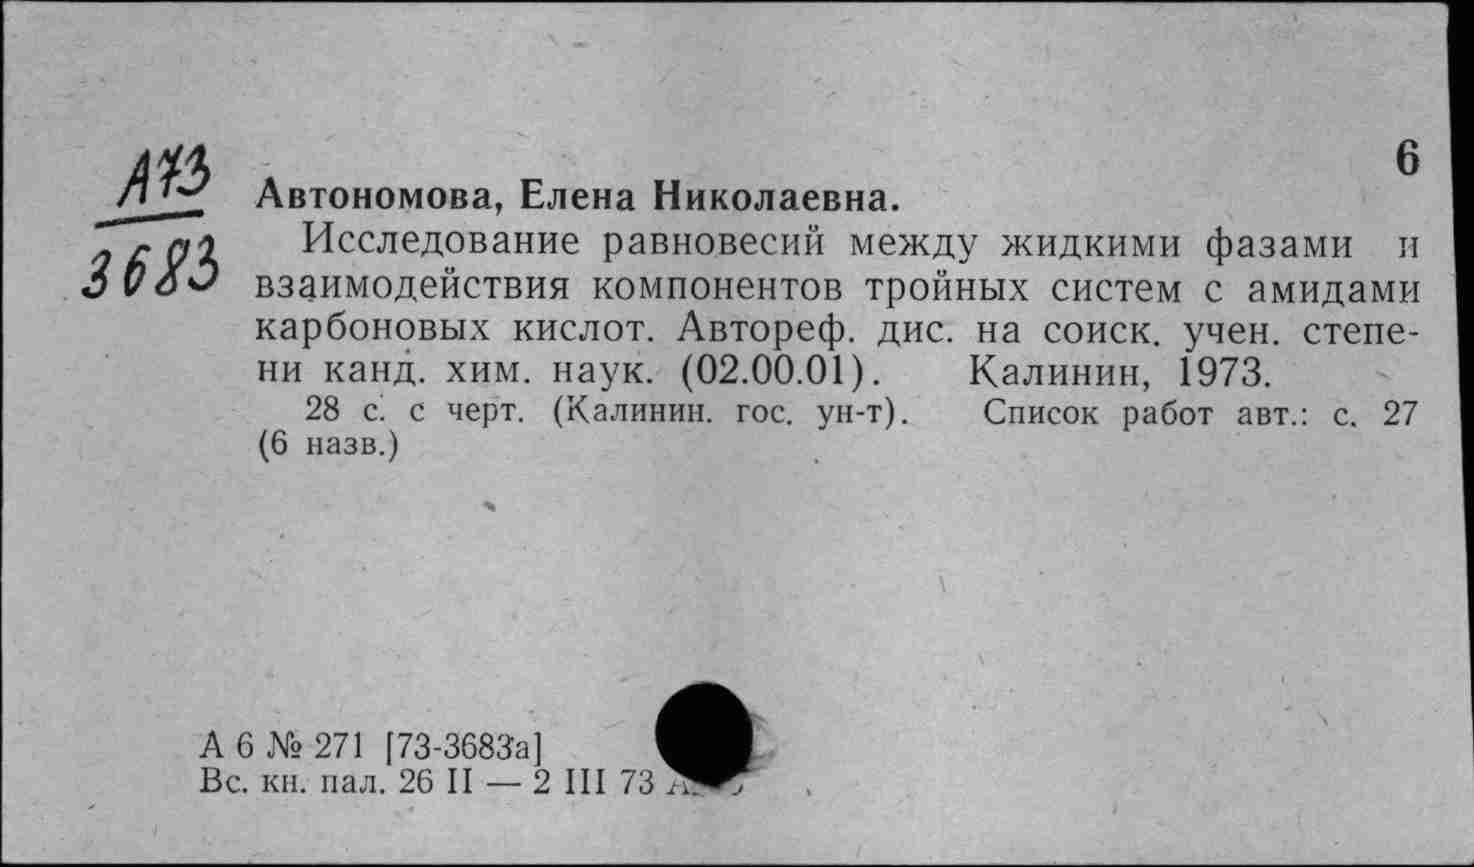 А73
3683
6
Автономова, Елена Николаевна.
Исследование равновесий между жидкими фазами и
взаимодействия компонентов тройных систем с амидами
карбоновых кислот. Автореф. дис. на соиск. учен. степе-
ни канд. хим. наук. (02.00.01). Калинин, 1973.
28 с. с черт. (Калинин. гос. ун-т). Список работ авт.: с. 27
(6 назв.)
А 6 № 271 [73-3683а]
Вс. кн. пал. 26 II — 2 III 73